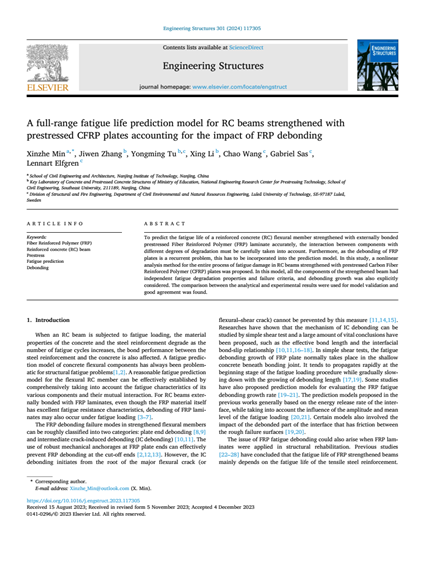 Engineering Structures 301 (2024) 117305
Contents lists available at ScienceDirect
Engineering Structures
journal homepage: www.elsevier.com/locate/engstruct
ELSEVIER
ENGINEERING
STRUCTURES
A full-range fatigue life prediction model for RC beams strengthened with
prestressed CFRP plates accounting for the impact of FRP debonding
Xinzhe Min a,*, Jiwen Zhang b, Yongming Tu b,c, Xing Li b, Chao Wang c, Gabriel Sas c,
Lennart Elfgren c
a School of Civil Engineering and Architecture, Nanjing Institute of Technology, Nanjing, China
b Key Laboratory of Concrete and Prestressed Concrete Structures of Ministry of Education, National Engineering Research Center for Prestressing Technology, School of
Civil Engineering, Southeast University, 211189, Nanjing, China
c Division of Structural and Fire Engineering, Department of Civil Environmental and Natural Resources Engineering, Luleå University of Technology, SE-97187 Luleå,
Sweden
ARTICLE INFO
Keywords:
Fiber Reinforced Polymer (FRP)
Reinforced concrete (RC) beam
Prestress
Fatigue prediction
Debonding
ABSTRACT
To predict the fatigue life of a reinforced concrete (RC) flexural member strengthened with externally bonded
prestressed Fiber Reinforced Polymer (FRP) laminate accurately, the interaction between components with
different degrees of degradation must be carefully taken into account. Furthermore, as the debonding of FRP
plates is a recurrent problem, this has to be incorporated into the prediction model. In this study, a nonlinear
analysis method for the entire process of fatigue damage in RC beams strengthened with prestressed Carbon Fiber
Reinforced Polymer (CFRP) plates was proposed. In this model, all the components of the strengthened beam had
independent fatigue degradation properties and failure criteria, and debonding growth was also explicitly
considered. The comparison between the analytical and experimental results were used for model validation and
good agreement was found.
1. Introduction
When an RC beam is subjected to fatigue loading, the material
properties of the concrete and the steel reinforcement degrade as the
number of fatigue cycles increases, the bond performance between the
steel reinforcement and the concrete is also affected. A fatigue predic-
tion model of concrete flexural components has always been problem-
atic for structural fatigue problems[1,2]. A reasonable fatigue prediction
model for the flexural RC member can be effectively established by
comprehensively taking into account the fatigue characteristics of its
various components and their mutual interaction. For RC beams exter-
nally bonded with FRP laminates, even though the FRP material itself
has excellent fatigue resistance characteristics, debonding of FRP lami-
nates may also occur under fatigue loading [3–7].
The FRP debonding failure modes in strengthened flexural members
can be roughly classified into two categories: plate end debonding [8,9]
and intermediate crack-induced debonding (IC debonding) [10,11]. The
use of robust mechanical anchorages at FRP plate ends can effectively
prevent FRP debonding at the cut-off ends [2,12,13]. However, the IC
debonding initiates from the root of the major flexural crack (or
flexural–shear crack) cannot be prevented by this measure [11,14,15].
Researchers have shown that the mechanism of IC debonding can be
studied by simple shear test and a large amount of vital conclusions have
been proposed, such as the effective bond length and the interfacial
bond-slip relationship [10,11,16–18]. In simple shear tests, the fatigue
debonding growth of FRP plate normally takes place in the shallow
concrete beneath bonding joint. It tends to propagate rapidly at the
beginning stage of the fatigue loading procedure while gradually slow-
ing down with the growing of debonding length [17,19]. Some studies
have also proposed prediction models for evaluating the FRP fatigue
debonding growth rate [19–21]. The prediction models proposed in the
previous works generally based on the energy release rate of the inter-
face, while taking into account the influence of the amplitude and mean
level of the fatigue loading [20,21]. Certain models also involved the
impact of the debonded part of the interface that has friction between
the rough failure surfaces [19,20].
The issue of FRP fatigue debonding could also arise when FRP lam-
inates were applied in structural rehabilitation. Previous studies
[22–28] have concluded that the fatigue life of FRP strengthened beams
mainly depends on the fatigue life of the tensile steel reinforcement.
* Corresponding author.
E-mail address: Xinzhe_Min@outlook.com (X. Min).
https://doi.org/10.1016/j.engstruct.2023.117305
Received 15 August 2023; Received in revised form 5 November 2023; Accepted 4 December 2023
0141-0296/© 2023 Elsevier Ltd. All rights reserved.